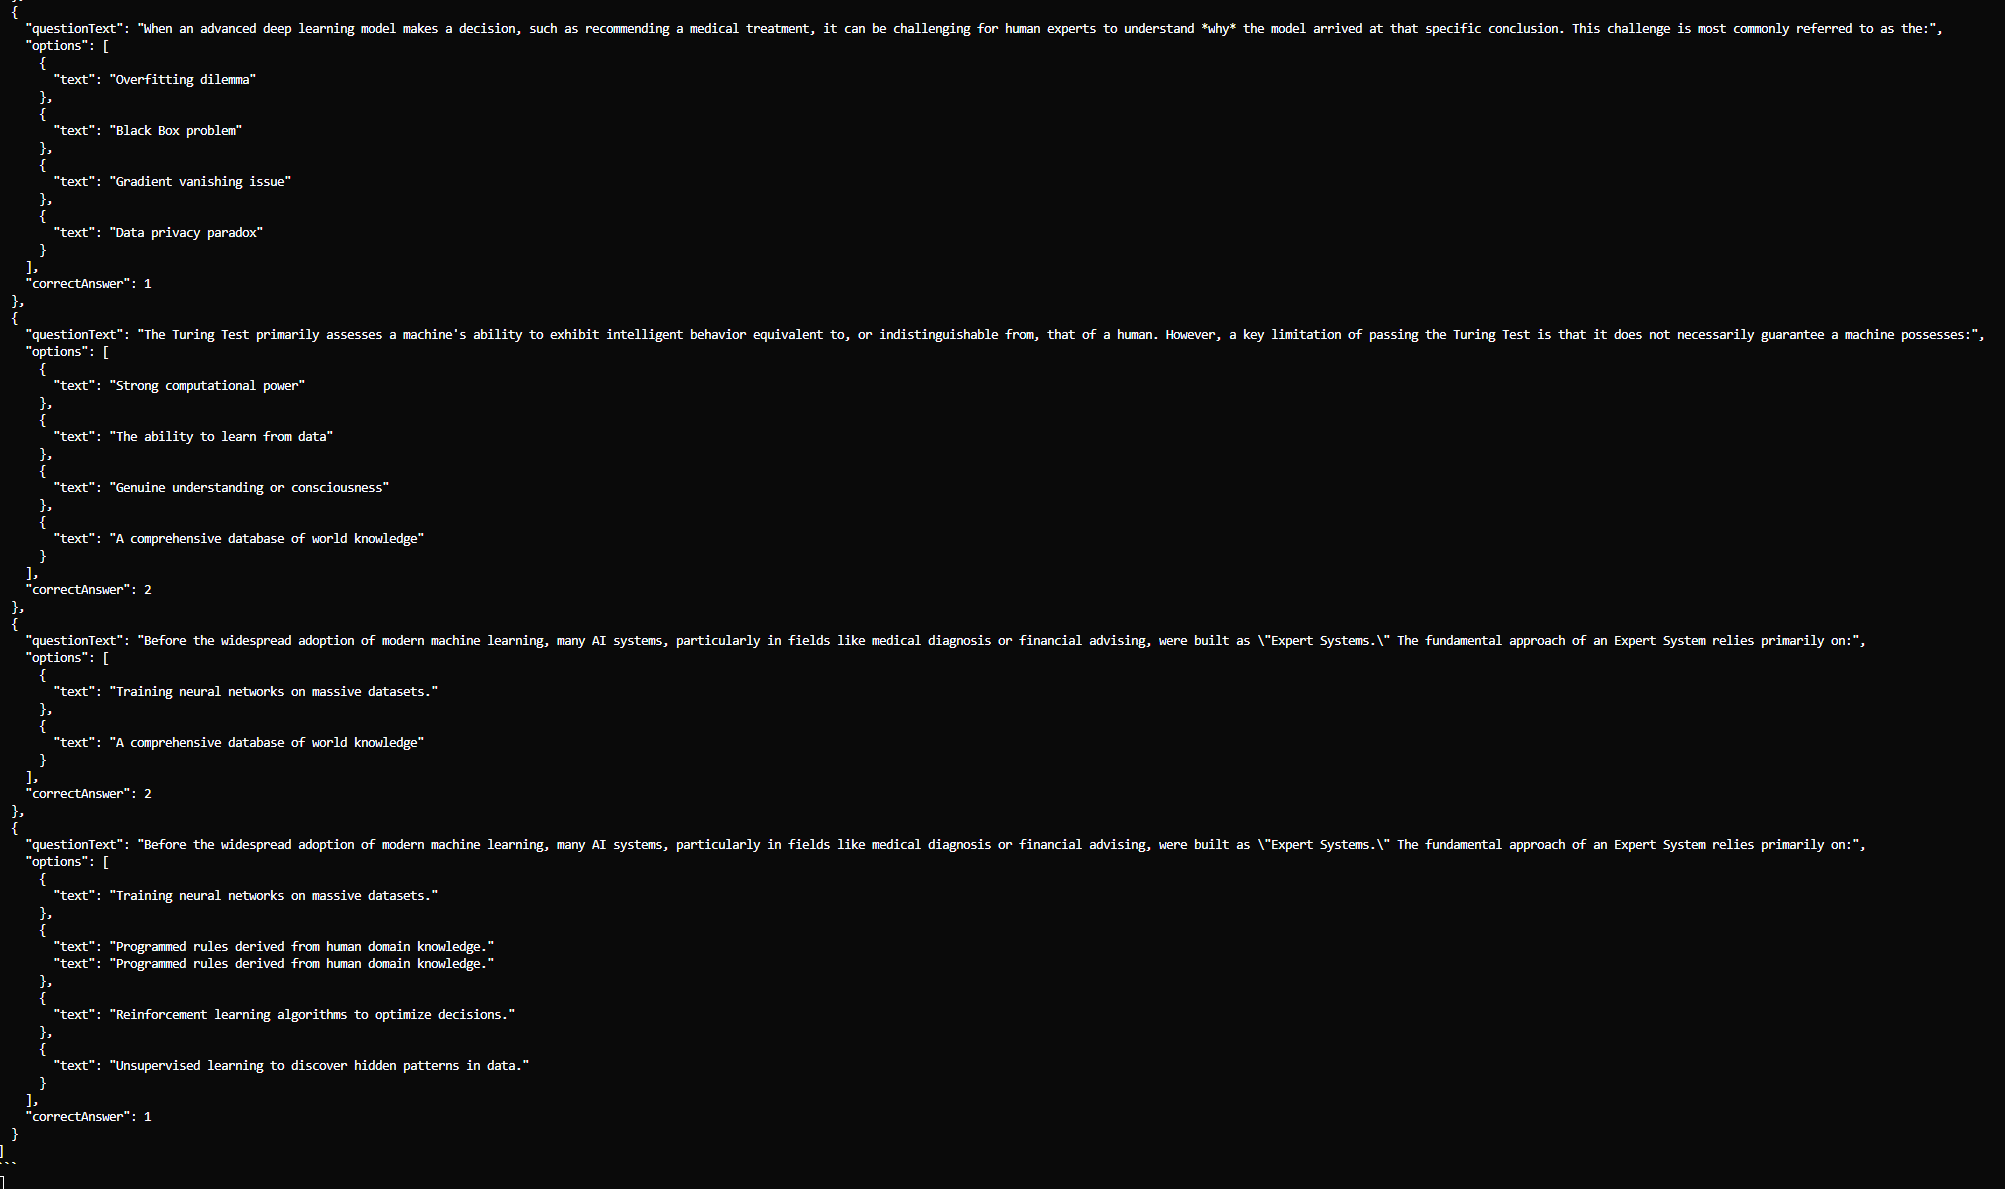 {
"questionText": "When an advanced deep learning model makes a decision, such as recommending a medical treatment, it can be challenging for human experts to understand *why* the model arrived at that specific conclusion. This challenge is most commonly referred to as the:",
"options": [
{
"text": "Overfitting dilemma"
},
{
"text": "Black Box problem"
},
{
"text": "Gradient vanishing issue"
},
{
"text": "Data privacy paradox"
}
],
"correctAnswer": 1
},
{
"questionText": "The Turing Test primarily assesses a machine's ability to exhibit intelligent behavior equivalent to, or indistinguishable from, that of a human. However, a key limitation of passing the Turing Test is that it does not necessarily guarantee a machine possesses:",
"options": [
{
"text": "Strong computational power"
},
{
"text": "The ability to learn from data"
},
{
"text": "Genuine understanding or consciousness"
},
{
"text": "A comprehensive database of world knowledge"
}
],
"correctAnswer": 2
},
{
"questionText": "Before the widespread adoption of modern machine learning, many AI systems, particularly in fields like medical diagnosis or financial advising, were built as \"Expert Systems.\" The fundamental approach of an Expert System relies primarily on:",
"options": [
{
"text": "Training neural networks on massive datasets."
},
{
"text": "A comprehensive database of world knowledge"
}
],
"correctAnswer": 2
},
{
"questionText": "Before the widespread adoption of modern machine learning, many AI systems, particularly in fields like medical diagnosis or financial advising, were built as \"Expert Systems.\" The fundamental approach of an Expert System relies primarily on:",
"options": [
{
"text": "Training neural networks on massive datasets."
},
{
"text": "Programmed rules derived from human domain knowledge."
"text": "Programmed rules derived from human domain knowledge."
},
{
"text": "Reinforcement learning algorithms to optimize decisions."
},
{
"text": "Unsupervised learning to discover hidden patterns in data."
}
],
"correctAnswer": 1
}
]
```